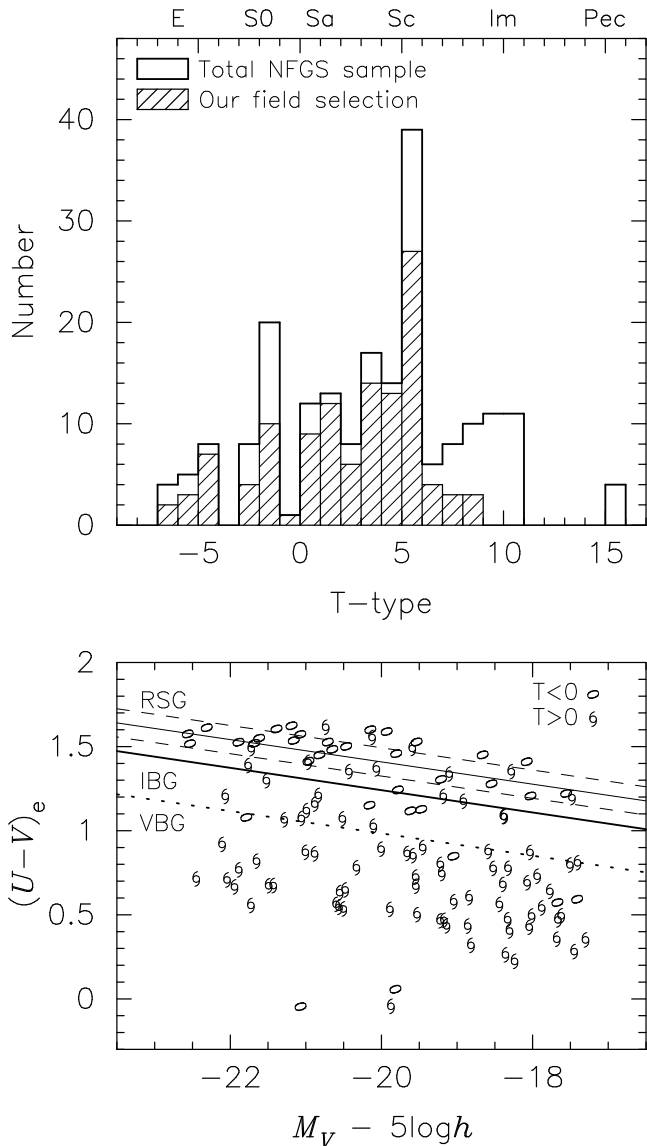 E S0 Sa Sc Im Pec
Total NFGS sample
Our field selection
40
30
20
10
0
Number
−5 0 5 10 15
T−type
2
1.5
1
0.5
0
(U−V)e
RSG
IBG
VBG
T<0
T>0
−22 −20 −18
MV − 5logh